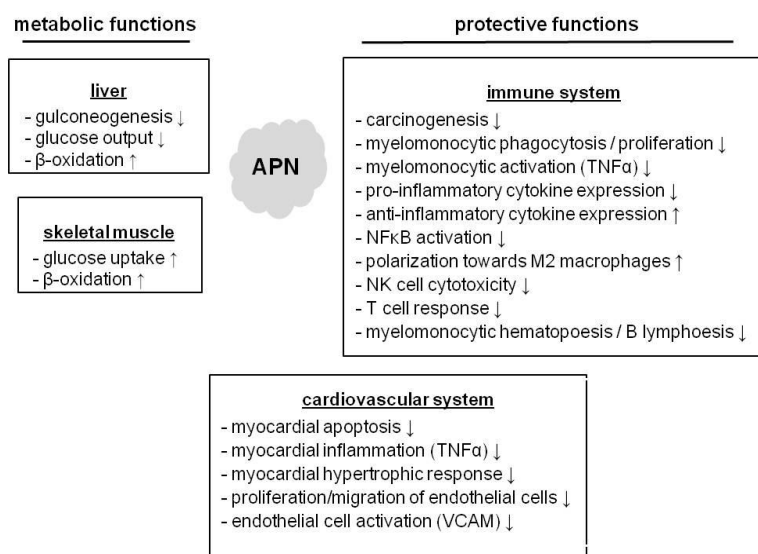 metabolic functions
protective functions
liver
- gulconeogenesis ↓
- glucose output ↓
- β-oxidation ↑
skeletal muscle
- glucose uptake ↑
- β-oxidation ↑
APN
immune system
- carcinogenesis ↓
- myelomonocytic phagocytosis / proliferation ↓
- myelomonocytic activation (TNFα) ↓
- pro-inflammatory cytokine expression ↓
- anti-inflammatory cytokine expression ↑
- NFκB activation ↓
- polarization towards M2 macrophages ↑
- NK cell cytotoxicity ↓
- T cell response ↓
- myelomonocytic hematopoesis / B lymphoesis ↓
cardiovascular system
- myocardial apoptosis ↓
- myocardial inflammation (TNFα) ↓
- myocardial hypertrophic response ↓
- proliferation/migration of endothelial cells ↓
- endothelial cell activation (VCAM) ↓